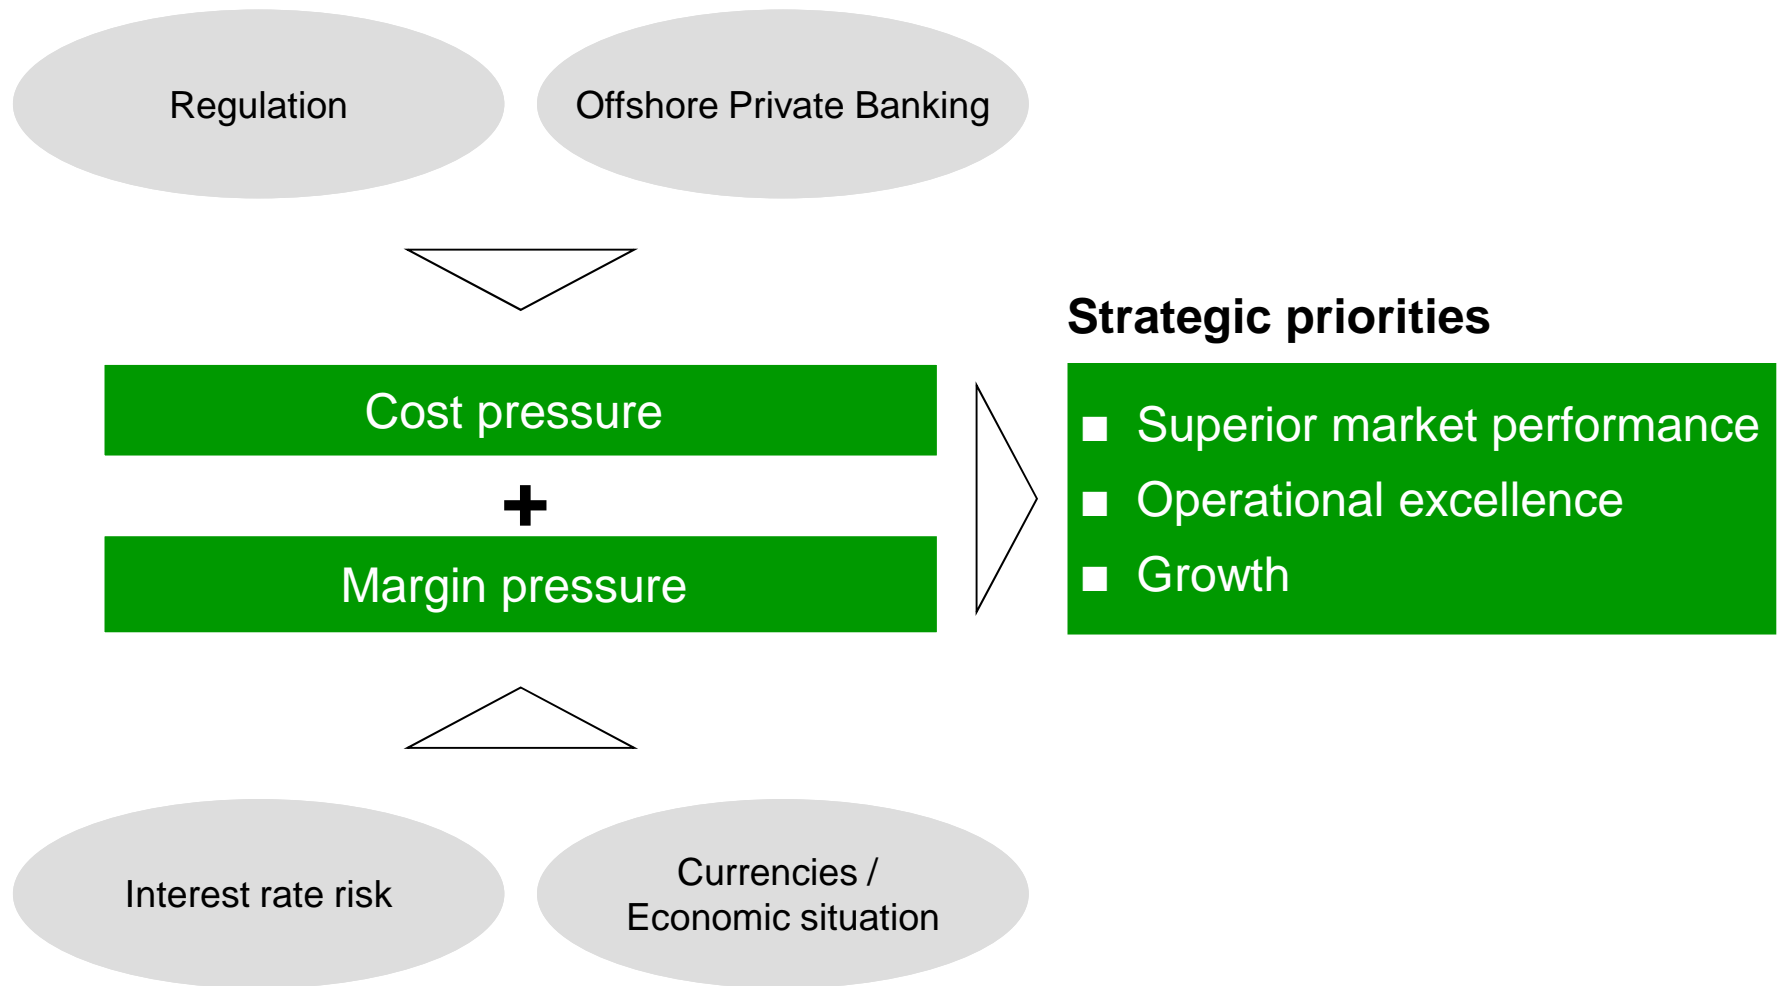 Regulation
Offshore Private Banking
Cost pressure
+
Margin pressure
Strategic priorities
■ Superior market performance
■ Operational excellence
■ Growth
Interest rate risk
Currencies /
Economic situation